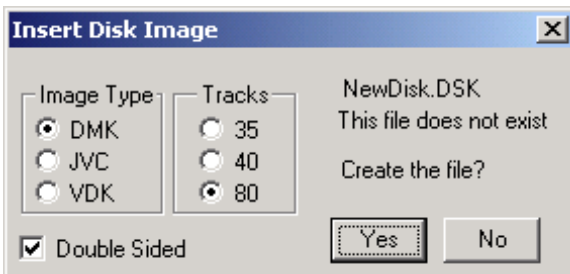 Insert Disk Image
Image Type
DMK
JVC
VDK
Tracks
35
40
80
Double Sided
NewDisk.DSK
This file does not exist
Create the file?
Yes
No